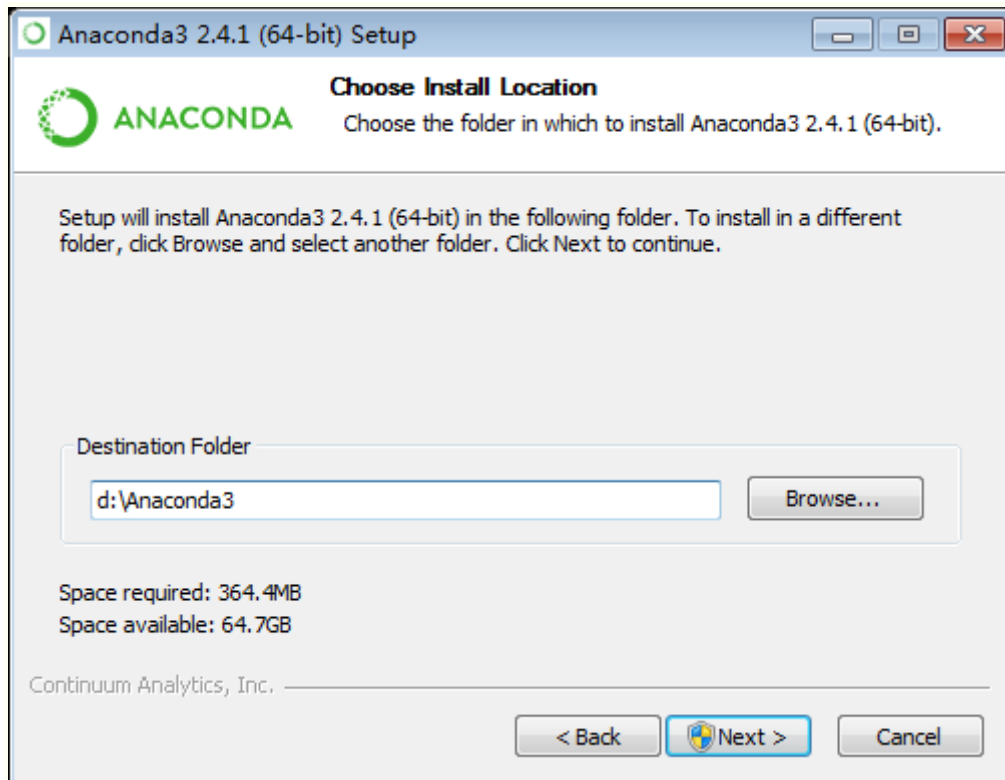 Anaconda3 2.4.1 (64-bit) Setup
ANACONDA
Choose Install Location
Choose the folder in which to install Anaconda3 2.4.1 (64-bit).
Setup will install Anaconda3 2.4.1 (64-bit) in the following folder. To install in a different
folder, click Browse and select another folder. Click Next to continue.
Destination Folder
d:\Anaconda3
Browse...
Space required: 364.4MB
Space available: 64.7GB
Continuum Analytics, Inc.
< Back
Next >
Cancel